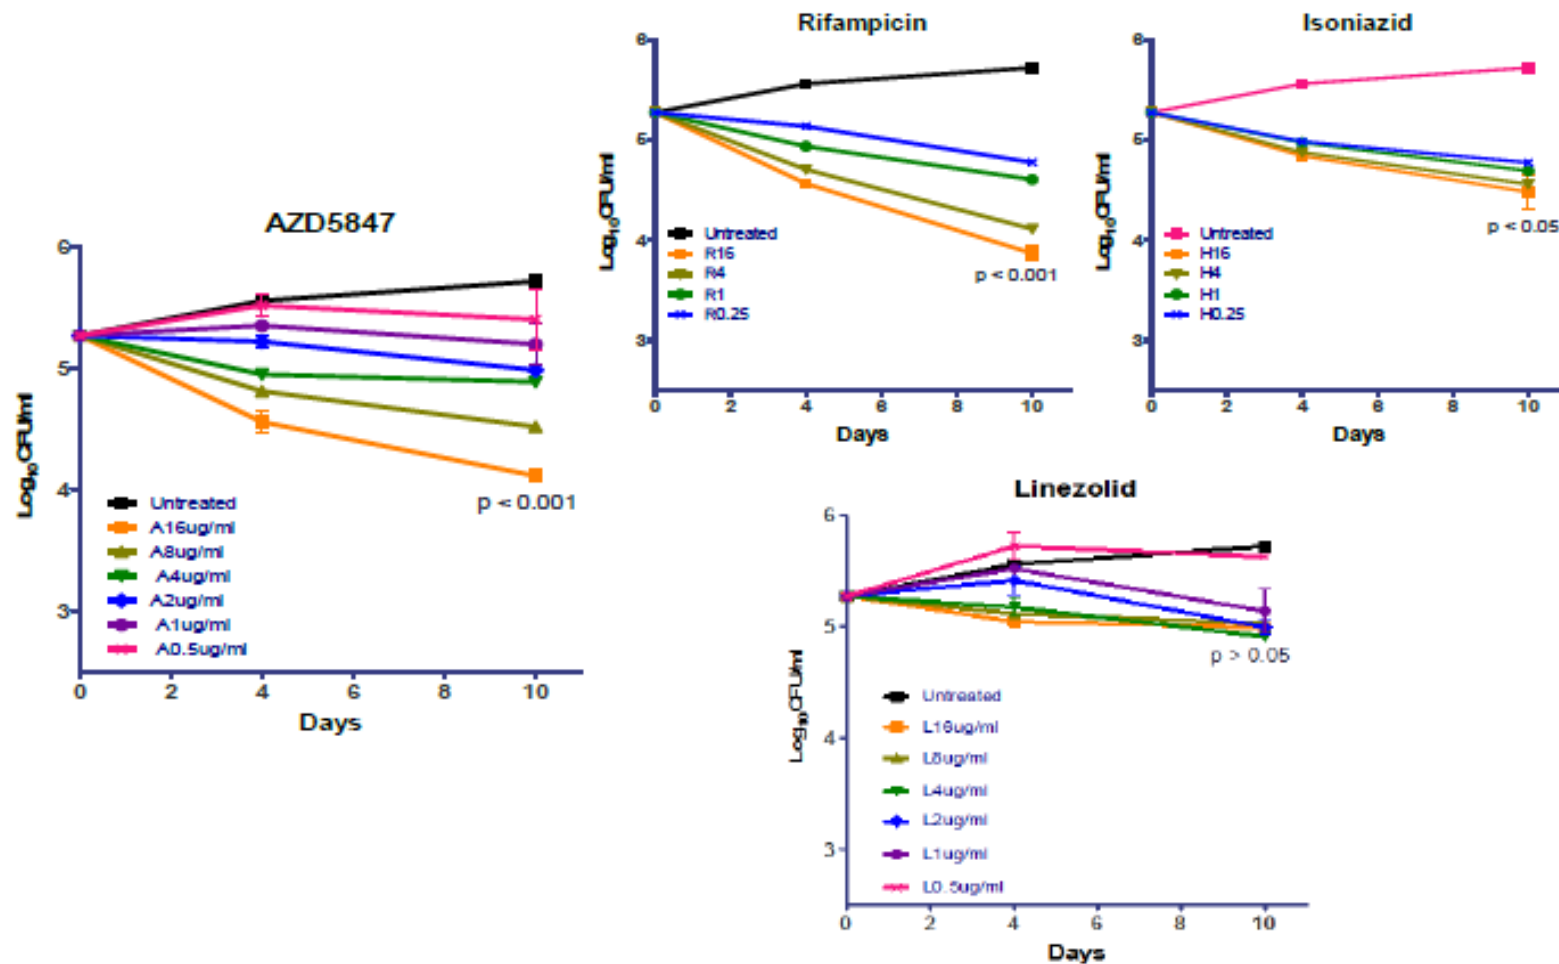 AZD5847
Log₁₀CFU/ml
6
5
4
3
Untreated
A16ug/ml
A8ug/ml
A4ug/ml
A2ug/ml
A1ug/ml
A0.5ug/ml
p < 0.001
0 2 4 6 8 10
Days
Rifampicin
Log₁₀CFU/ml
6
5
4
3
Untreated
R16
R4
R1
R0.25
p < 0.001
0 2 4 6 8 10
Days
Isoniazid
Log₁₀CFU/ml
6
5
4
3
Untreated
H16
H4
H1
H0.25
p < 0.05
0 2 4 6 8 10
Days
Linezolid
Log₁₀CFU/ml
6
5
4
3
p > 0.05
Untreated
L16ug/ml
L8ug/ml
L4ug/ml
L2ug/ml
L1ug/ml
L0.5ug/ml
0 2 4 6 8 10
Days